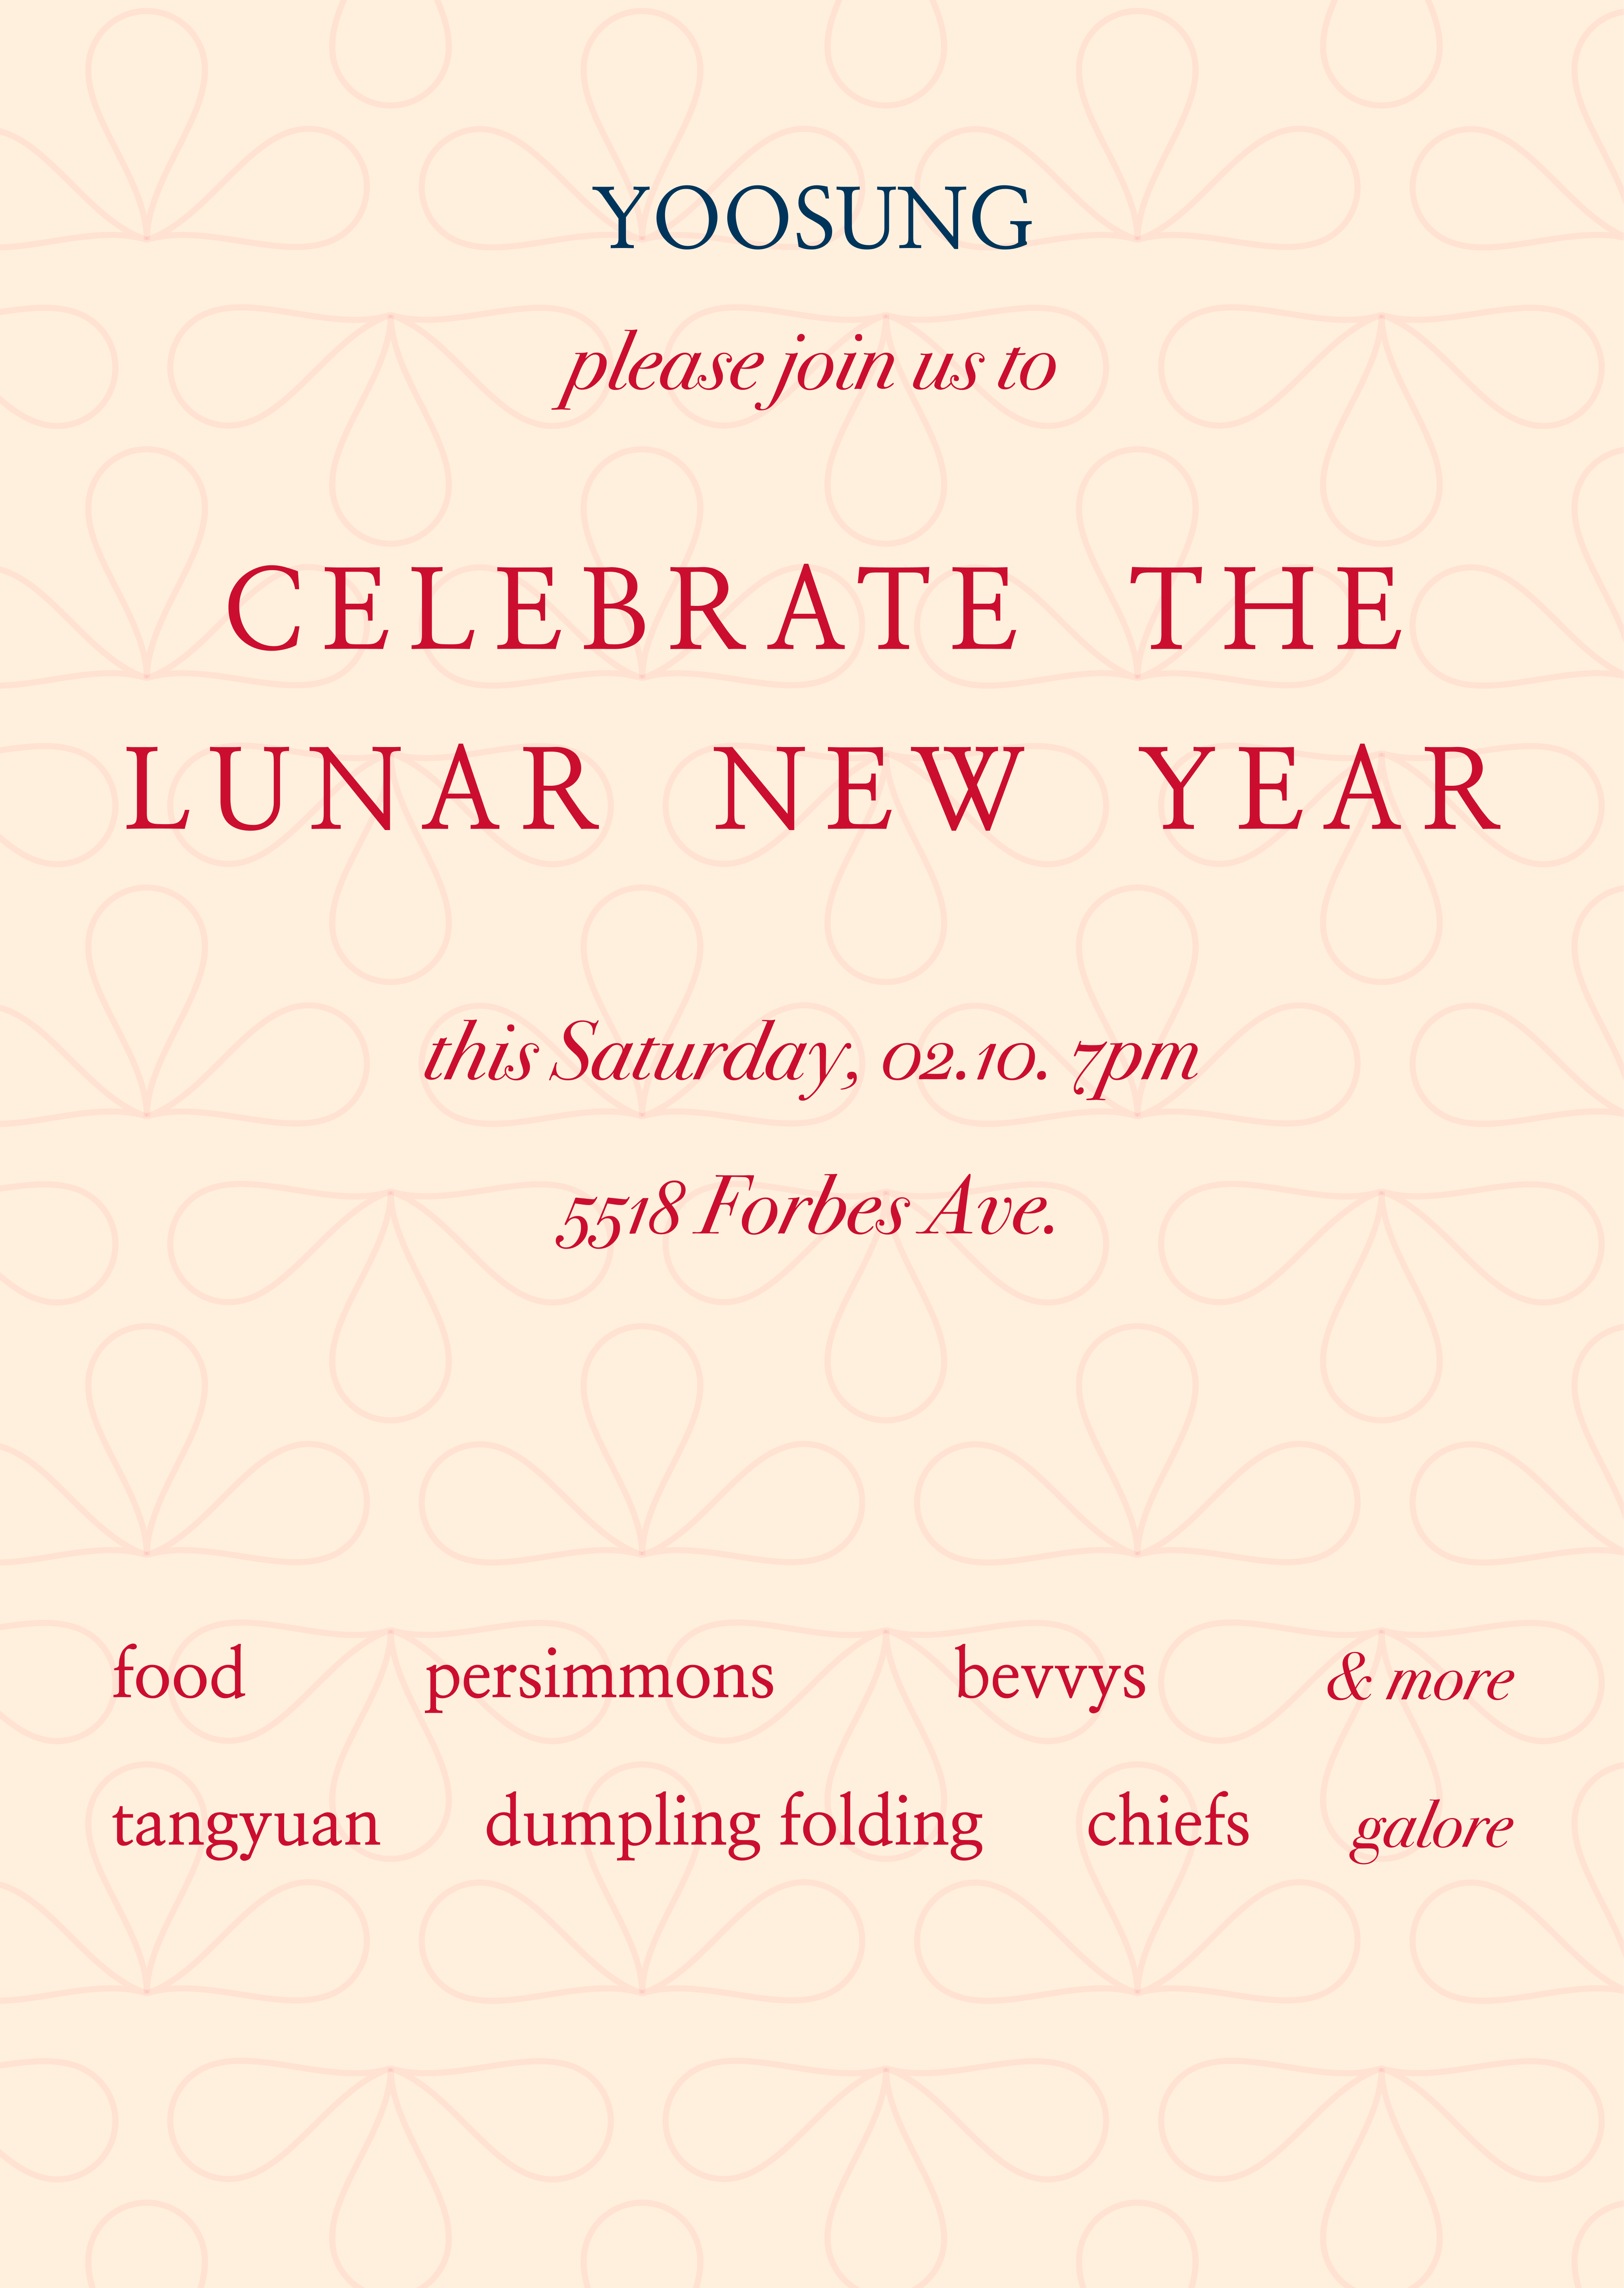 YOOSUNG
please join us to
CELEBRATE THE
LUNAR NEW YEAR
this Saturday, 02.10. 7pm
5518 Forbes Ave.
food persimmons bevvys & more
tangyuan dumpling folding chiefs galore